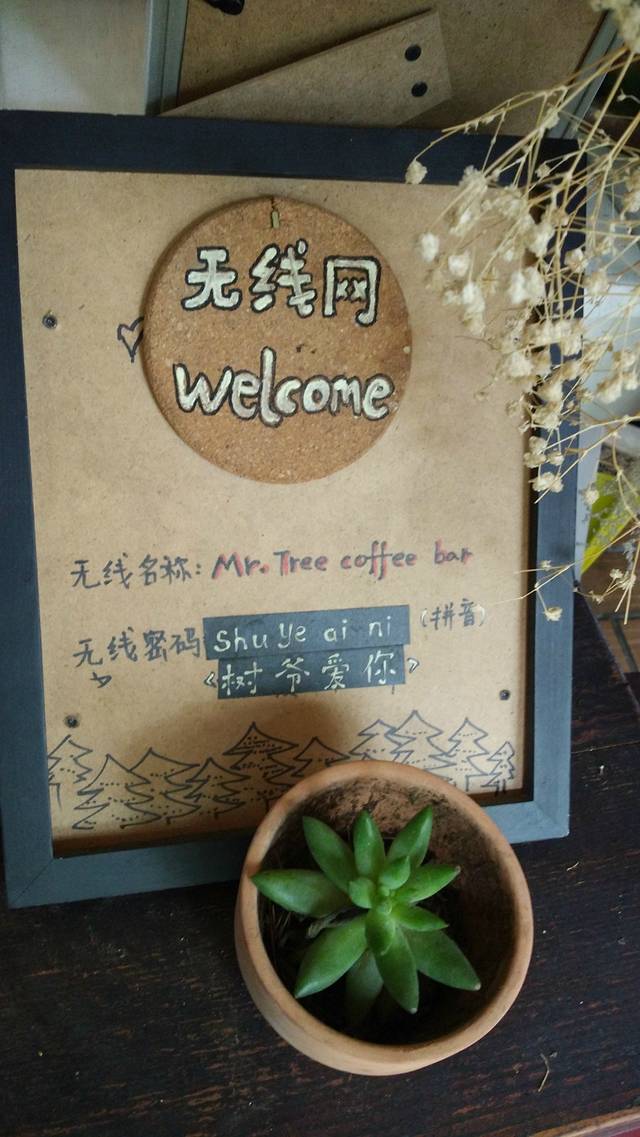 无线网
welcome
无线名称: Mr. Tree coffee bar
无线密码 Shu Ye ai ni (拼音)
《树爷爱你》